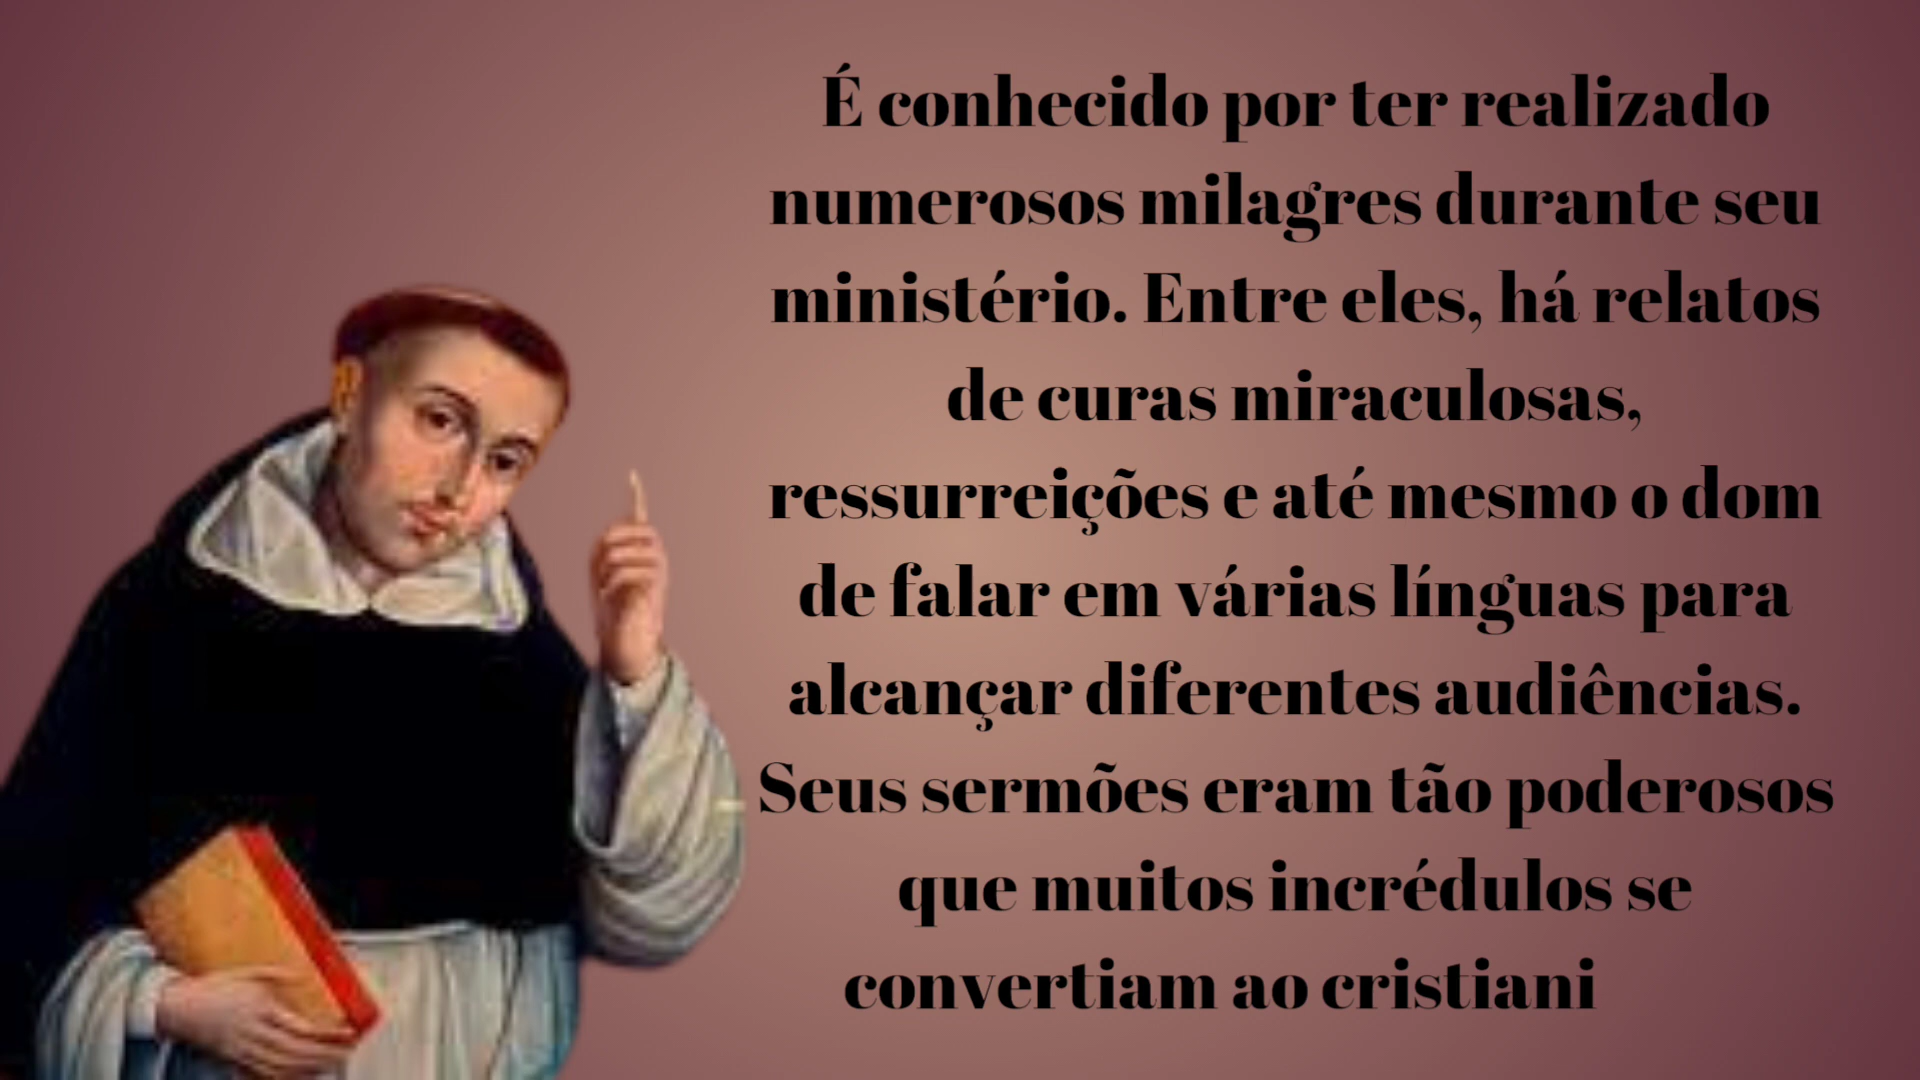 É conhecido por ter realizado
numerosos milagres durante seu
ministério. Entre eles, há relatos
de curas miraculosas,
ressurreições e até mesmo o dom
de falar em várias línguas para
alcançar diferentes audiências.
Seus sermões eram tão poderosos
que muitos incrédulos se
convertiam ao cristiani